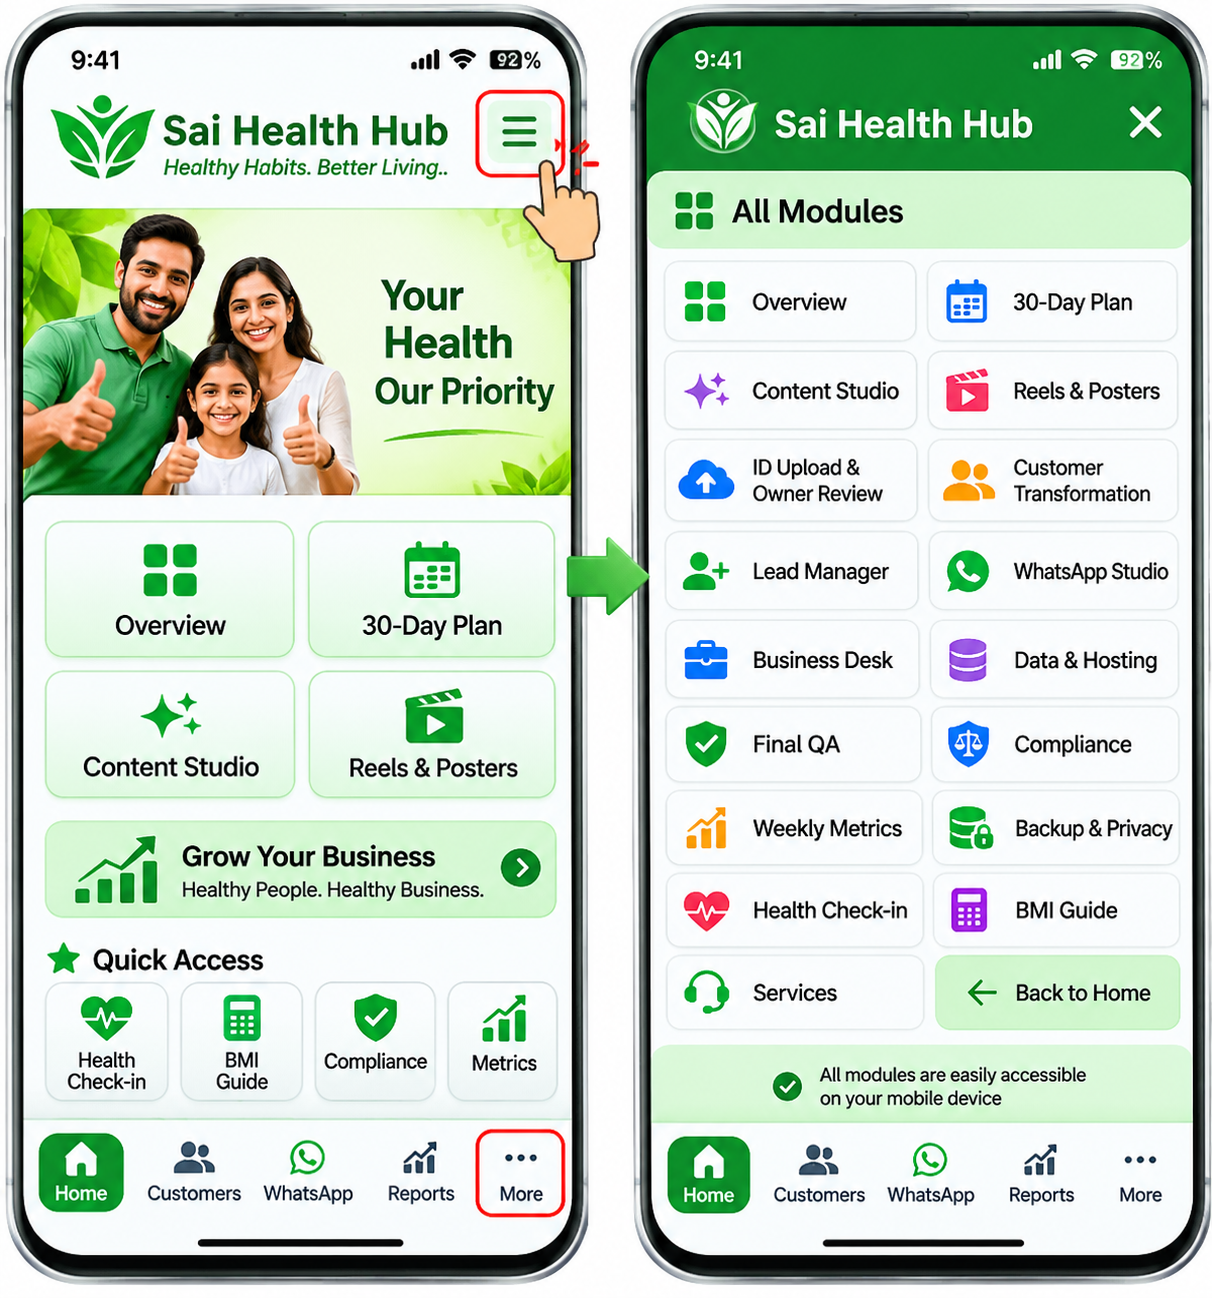 9:41
92%
Sai Health Hub
Healthy Habits. Better Living..
Your
Health
Our Priority
Overview
30-Day Plan
Content Studio
Reels & Posters
Grow Your Business
Healthy People. Healthy Business.
Quick Access
Health
Check-in
BMI
Guide
Compliance
Metrics
Home
Customers
WhatsApp
Reports
More
9:41
92%
Sai Health Hub
All Modules
Overview
30-Day Plan
Content Studio
Reels & Posters
ID Upload &
Owner Review
Customer
Transformation
Lead Manager
WhatsApp Studio
Business Desk
Data & Hosting
Final QA
Compliance
Weekly Metrics
Backup & Privacy
Health Check-in
BMI Guide
Services
Back to Home
All modules are easily accessible
on your mobile device
Home
Customers
WhatsApp
Reports
More